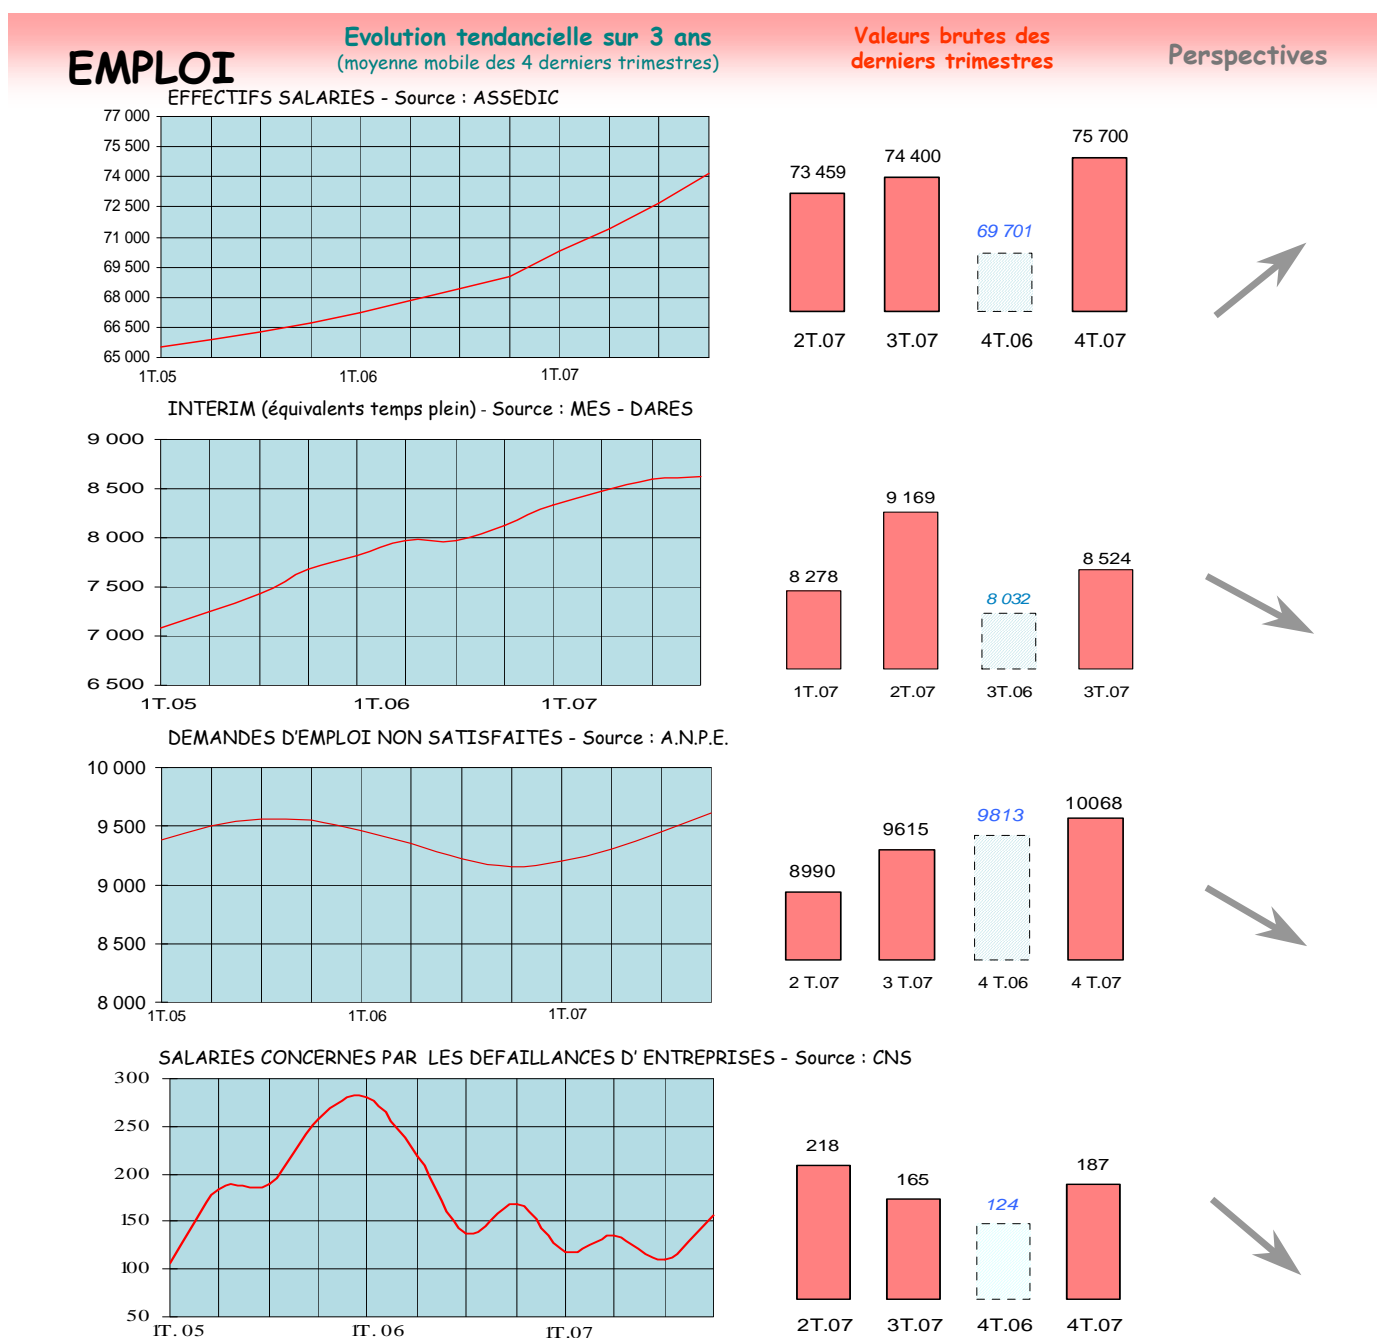 EMPLOI
Evolution tendancielle sur 3 ans
(moyenne mobile des 4 derniers trimestres)
Valeurs brutes des
derniers trimestres
Perspectives
EFFECTIFS SALARIES - Source : ASSEDIC
77 000
75 500
74 000
72 500
71 000
69 500
68 000
66 500
65 000
1T.05
1T.06
1T.07
73 459
74 400
69 701
75 700
2T.07
3T.07
4T.06
4T.07
INTERIM (équivalents temps plein) - Source : MES - DARES
9 000
8 500
8 000
7 500
7 000
6 500
1T.05
1T.06
1T.07
8 278
9 169
8 032
8 524
1T.07
2T.07
3T.06
3T.07
DEMANDES D'EMPLOI NON SATISFAITES - Source : A.N.P.E.
10 000
9 500
9 000
8 500
8 000
1T.05
1T.06
1T.07
8990
9615
9813
10068
2 T.07
3 T.07
4 T.06
4 T.07
SALARIES CONCERNES PAR LES DEFAILLANCES D' ENTREPRISES - Source : CNS
300
250
200
150
100
50
1T. 05
1T. 06
1T.07
218
165
124
187
2T.07
3T.07
4T.06
4T.07